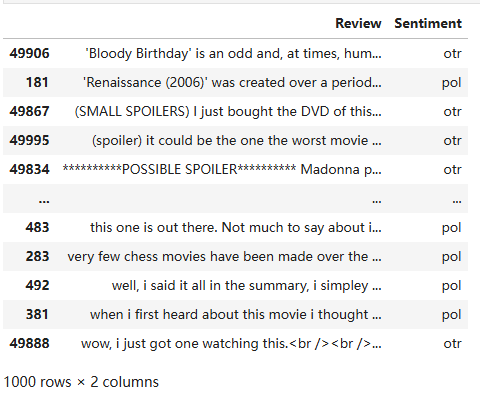 Review Sentiment
49906 'Bloody Birthday' is an odd and, at times, hum... otr
181 'Renaissance (2006)' was created over a period... pol
49867 (SMALL SPOILERS) I just bought the DVD of this... otr
49995 (spoiler) it could be the one the worst movie ... otr
49834 **********POSSIBLE SPOILER********** Madonna p... otr
... ... ...
483 this one is out there. Not much to say about i... pol
283 very few chess movies have been made over the ... pol
492 well, i said it all in the summary, i simpley ... pol
381 when i first heard about this movie i thought ... pol
49888 wow, i just got one watching this.<br /><br />... otr
1000 rows × 2 columns